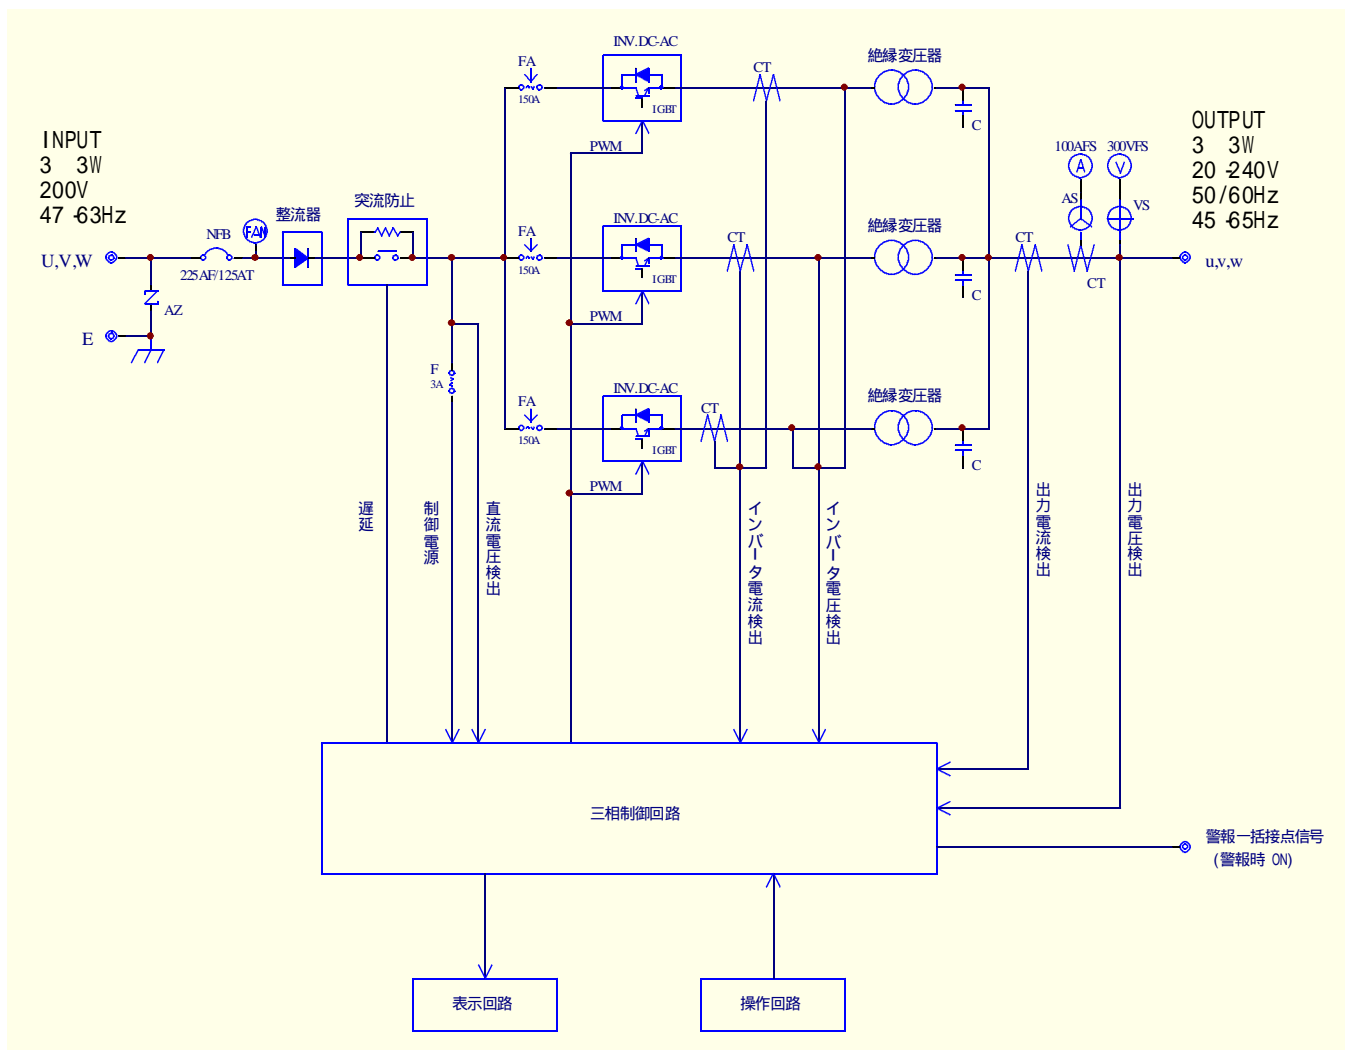 INPUT
3 3W
200V
47-63Hz
U,V,W
E
AZ
NFB
225AF/125AT
FAN
整流器
突流防止
FA
150A
INV.DC-AC
IGBT
PWM
CT
絶縁変圧器
C
FA
150A
INV.DC-AC
IGBT
PWM
CT
絶縁変圧器
C
F
3A
FA
150A
INV.DC-AC
IGBT
PWM
CT
絶縁変圧器
C
CT
100AFS
A
AS
300VFS
V
VS
CT
OUTPUT
3 3W
20-240V
50/60Hz
45-65Hz
u,v,w
遅延
制御電源
直流電圧検出
インバータ電流検出
インバータ電圧検出
出力電流検出
出力電圧検出
三相制御回路
警報一括接点信号
(警報時 ON)
表示回路
操作回路